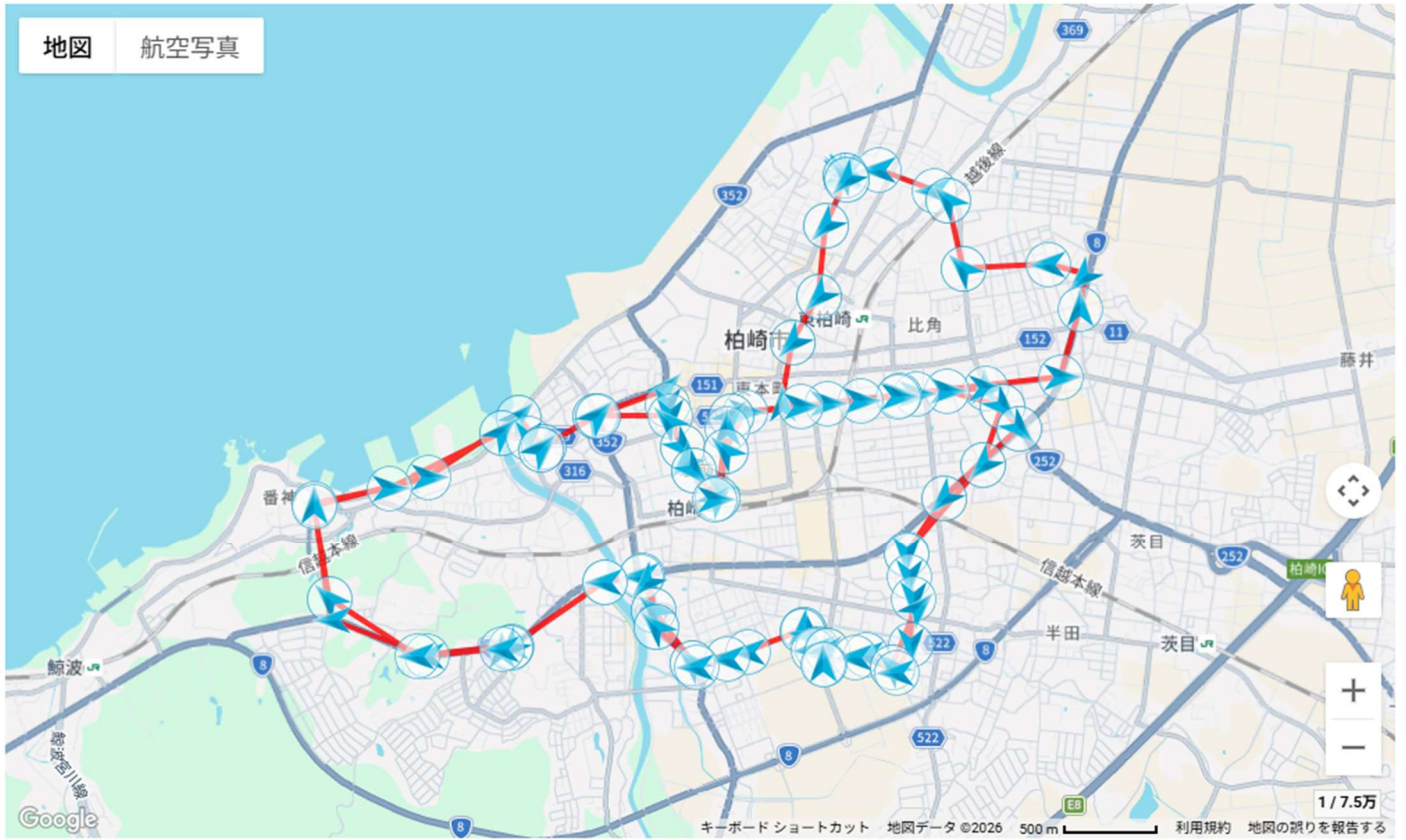 地図 航空写真
369
越後線
352
8
東柏崎 JR
比角
152
11
柏崎市
藤井
151
東本町
352
316
252
番神
柏崎
信越本線
茨目
252
柏崎IC
信越本線
半田
茨目 JR
522
8
鯨波 JR
8
522
8
鯨波宮川線
E8
8
Google
1 / 7.5万
キーボード ショートカット 地図データ ©2026 500 m 利用規約 地図の誤りを報告する